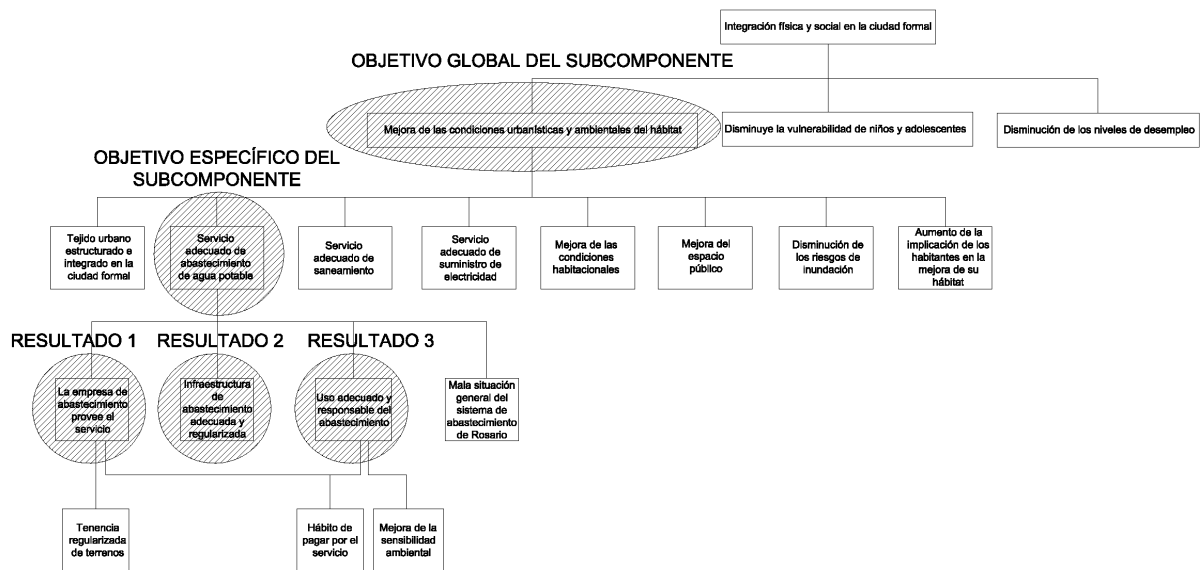 Integración física y social en la ciudad formal
OBJETIVO GLOBAL DEL SUBCOMPONENTE
Mejora de las condiciones urbanísticas y ambientales del hábitat
Disminuye la vulnerabilidad de niños y adolescentes
Disminución de los niveles de desempleo
OBJETIVO ESPECÍFICO DEL
SUBCOMPONENTE
Tejido urbano
estructurado e
integrado en la
ciudad formal
Servicio
adecuado de
abastecimiento
de agua potable
Servicio
adecuado de
saneamiento
Servicio
adecuado de
suministro de
electricidad
Mejora de las
condiciones
habitacionales
Mejora del
espacio
público
Disminución de
los riesgos de
inundación
Aumento de la
implicación de los
habitantes en la
mejora de su
hábitat
RESULTADO 1
RESULTADO 2
RESULTADO 3
La empresa de
abastecimiento
provee el
servicio
Infraestructura
de
abastecimiento
adecuada y
regularizada
Uso adecuado y
responsable del
abastecimiento
Mala situación
general del
sistema de
abastecimiento
de Rosario
Tenencia
regularizada
de terrenos
Hábito de
pagar por el
servicio
Mejora de la
sensibilidad
ambiental